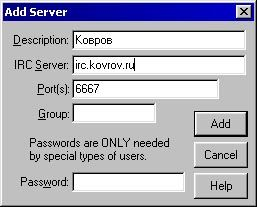 Add Server
Description: Ковров
IRC Server: irc.kovrov.ru
Port(s): 6667
Group:
Add
Passwords are ONLY needed
by special types of users.
Cancel
Password:
Help